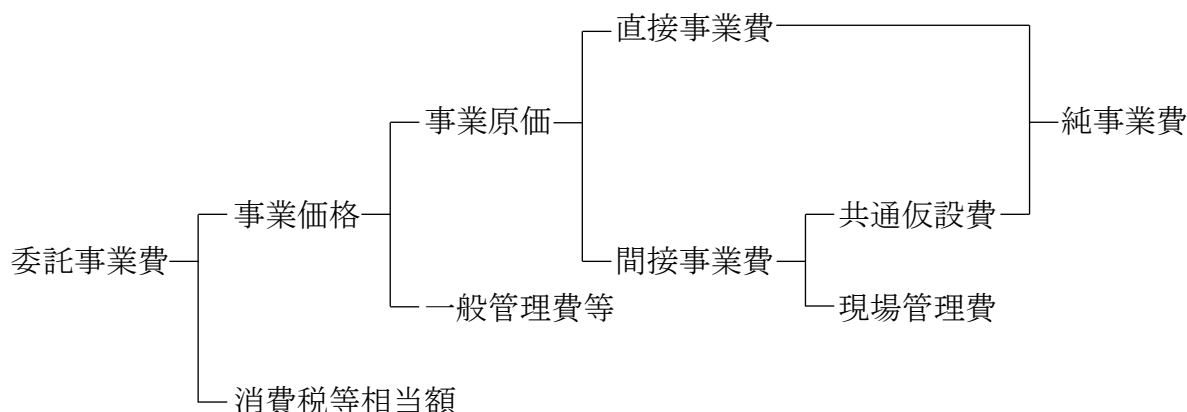 直接事業費
事業原価
純事業費
事業価格
共通仮設費
委託事業費
間接事業費
一般管理費等
現場管理費
消費税等相当額